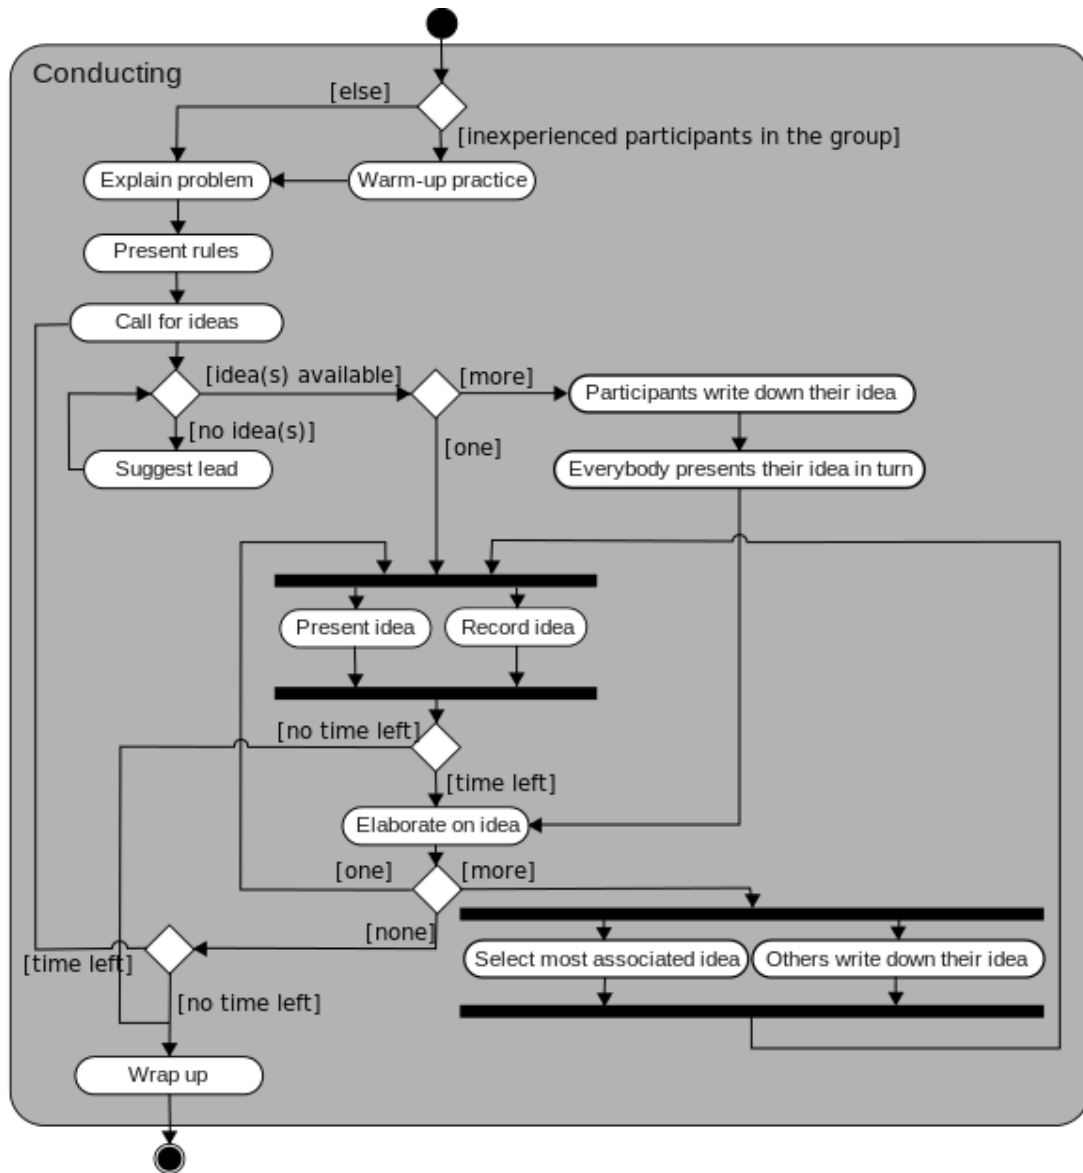 Conducting
[else]
[inexperienced participants in the group]
Explain problem
Warm-up practice
Present rules
Call for ideas
[idea(s) available]
[more]
Participants write down their idea
[no idea(s)]
[one]
Suggest lead
Everybody presents their idea in turn
Present idea
Record idea
[no time left]
[time left]
Elaborate on idea
[one]
[more]
[none]
Select most associated idea
Others write down their idea
[time left]
[no time left]
Wrap up